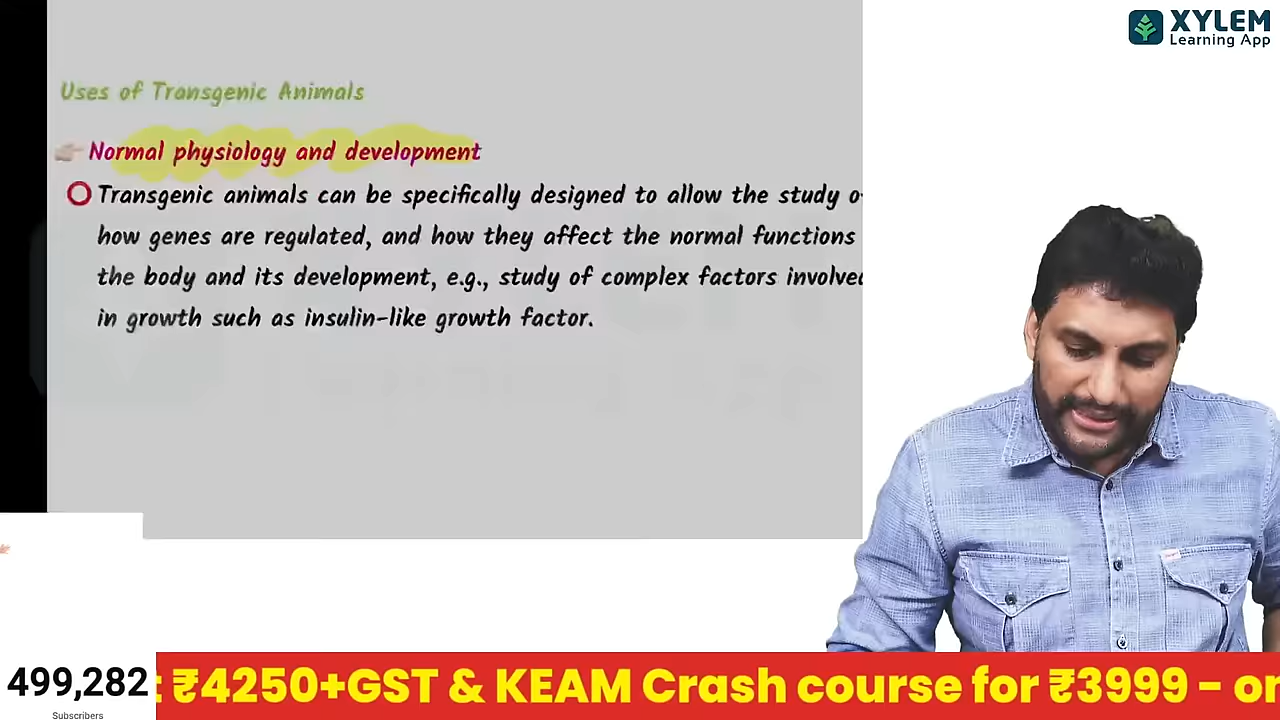 XYLEM
Learning App
Uses of Transgenic Animals
Normal physiology and development
Transgenic animals can be specifically designed to allow the study
how genes are regulated, and how they affect the normal functions
the body and its development, e.g., study of complex factors
in growth such as insulin-like growth factor.
499,282
Subscribers
₹4250+GST & KEAM Crash course for ₹3999 -